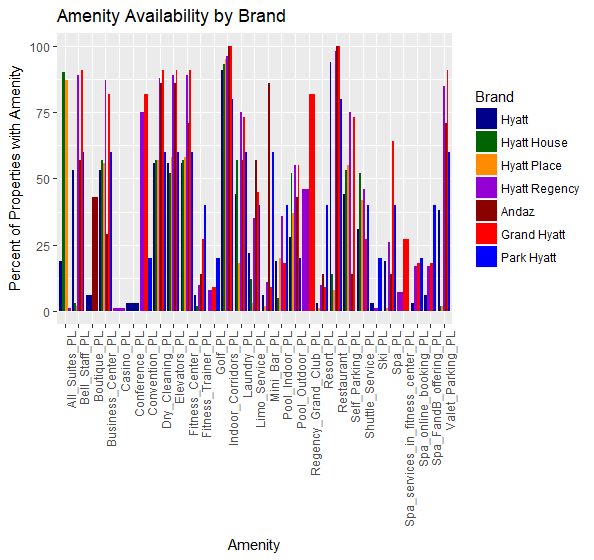 Amenity Availability by Brand
Percent of Properties with Amenity
100
75
50
25
0
All_Suites_PL
Bell_Staff_PL
Boutique_PL
Business_Center_PL
Casino_PL
Conference_PL
Convention_PL
Dry_Cleaning_PL
Elevators_PL
Fitness_Center_PL
Fitness_Trainer_PL
Golf_PL
Indoor_Corridors_PL
Laundry_PL
Limo_Service_PL
Mini_Bar_PL
Pool_Indoor_PL
Pool_Outdoor_PL
Regency_Grand_Club_PL
Resort_PL
Restaurant_PL
Self_Parking_PL
Shuttle_Service_PL
Ski_PL
Spa_PL
Spa_services_in_fitness_center_PL
Spa_online_booking_PL
Spa_FandB_offering_PL
Valet_Parking_PL
Amenity
Brand
Hyatt
Hyatt House
Hyatt Place
Hyatt Regency
Andaz
Grand Hyatt
Park Hyatt